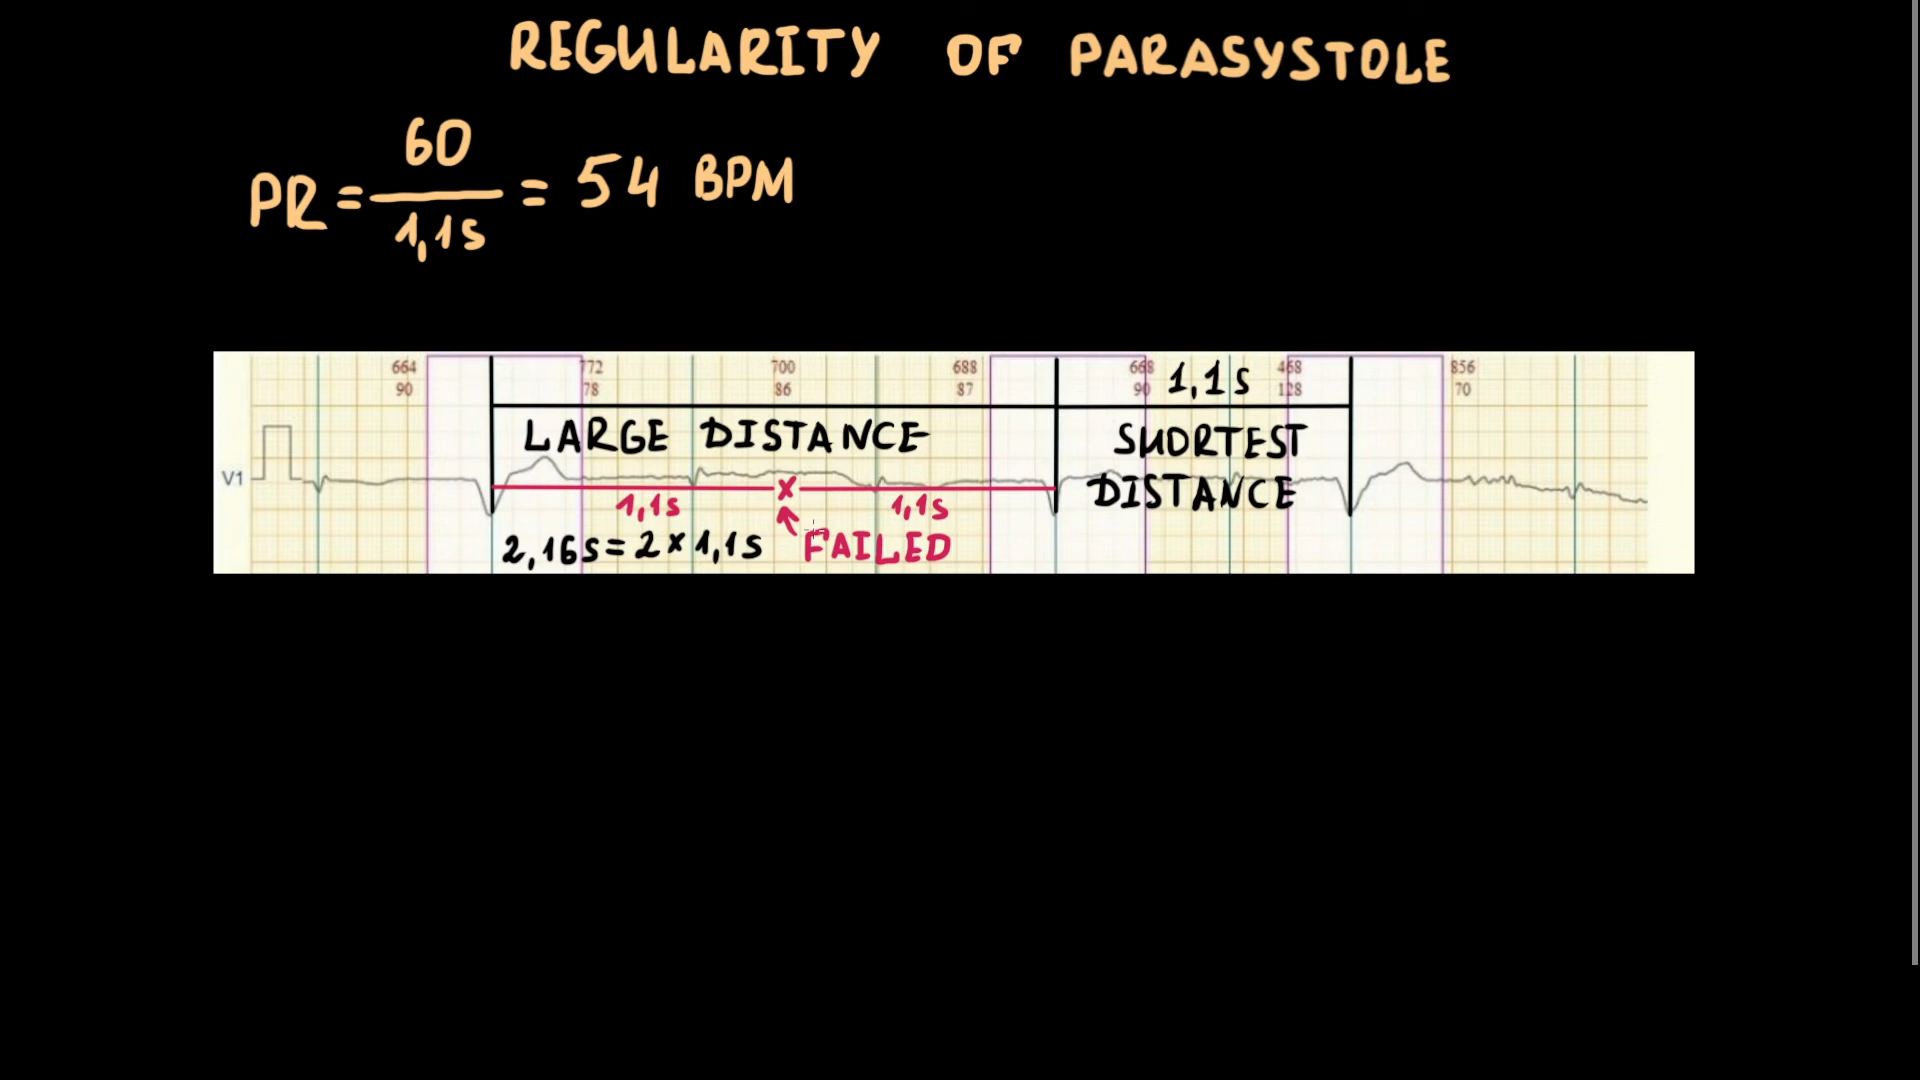 REGULARITY OF PARASYSTOLE
PR = 60 / 1,1s = 54 BPM
664 772 700 688 668 468 856
90 78 86 87 90 128 70
1,1s
LARGE DISTANCE
SHORTEST
DISTANCE
V1
x
1,1s 1,1s
2,16s = 2 x 1,1s
FAILED